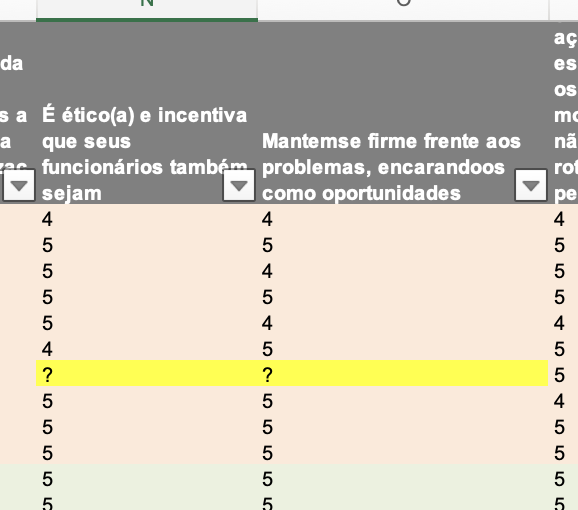 N
da
s a
a
É ético(a) e incentiva
que seus
funcionários também
sejam
Mantemse firme frente aos
problemas, encarandoos
como oportunidades
aç
es
os
mo
nã
rot
pe
4 4 4
5 5 5
5 4 5
5 5 5
5 4 4
4 5 5
? ? 5
5 5 4
5 5 5
5 5 5
5 5 5
5 5 5